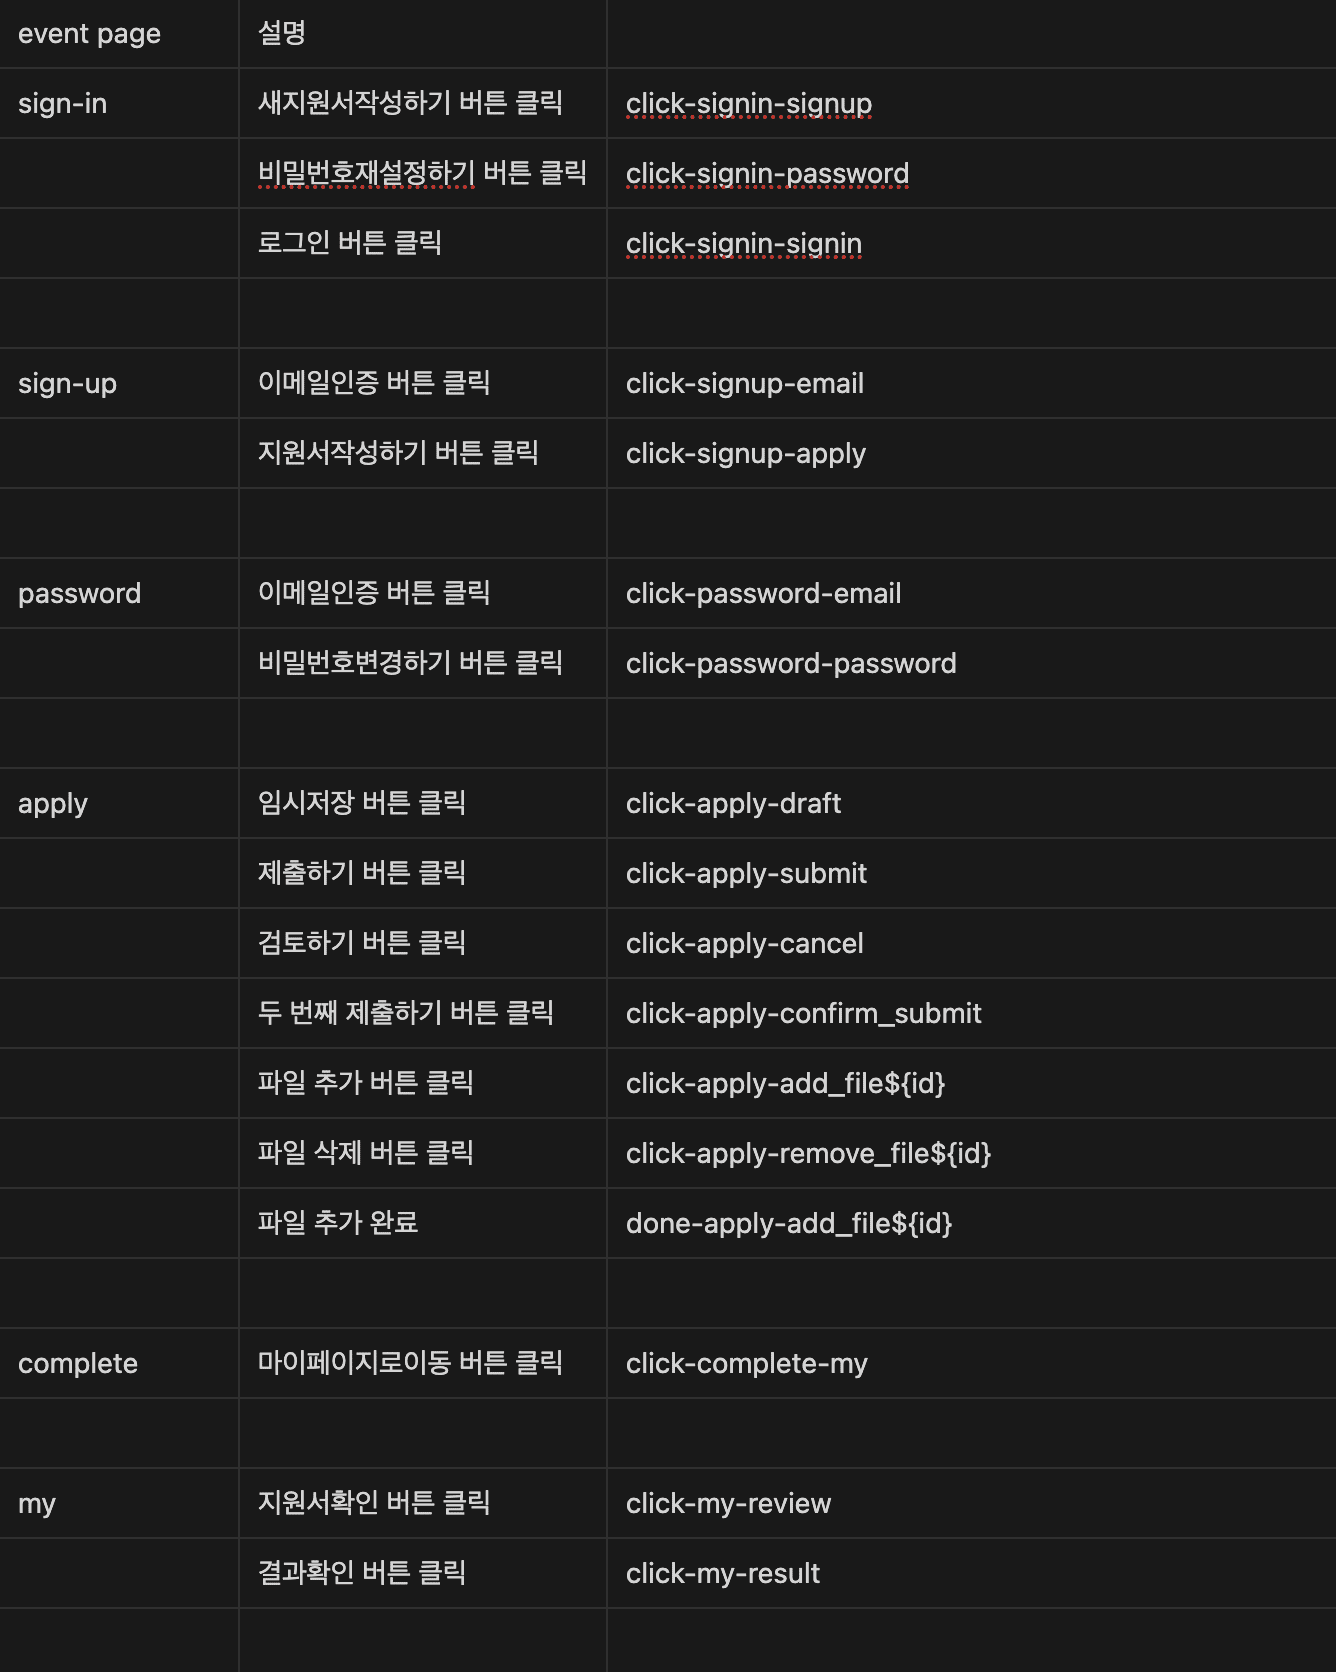 event page 설명
sign-in 새지원서작성하기 버튼 클릭 click-signin-signup
비밀번호재설정하기 버튼 클릭 click-signin-password
로그인 버튼 클릭 click-signin-signin
sign-up 이메일인증 버튼 클릭 click-signup-email
지원서작성하기 버튼 클릭 click-signup-apply
password 이메일인증 버튼 클릭 click-password-email
비밀번호변경하기 버튼 클릭 click-password-password
apply 임시저장 버튼 클릭 click-apply-draft
제출하기 버튼 클릭 click-apply-submit
검토하기 버튼 클릭 click-apply-cancel
두 번째 제출하기 버튼 클릭 click-apply-confirm_submit
파일 추가 버튼 클릭 click-apply-add_file${id}
파일 삭제 버튼 클릭 click-apply-remove_file${id}
파일 추가 완료 done-apply-add_file${id}
complete 마이페이지로이동 버튼 클릭 click-complete-my
my 지원서확인 버튼 클릭 click-my-review
결과확인 버튼 클릭 click-my-result